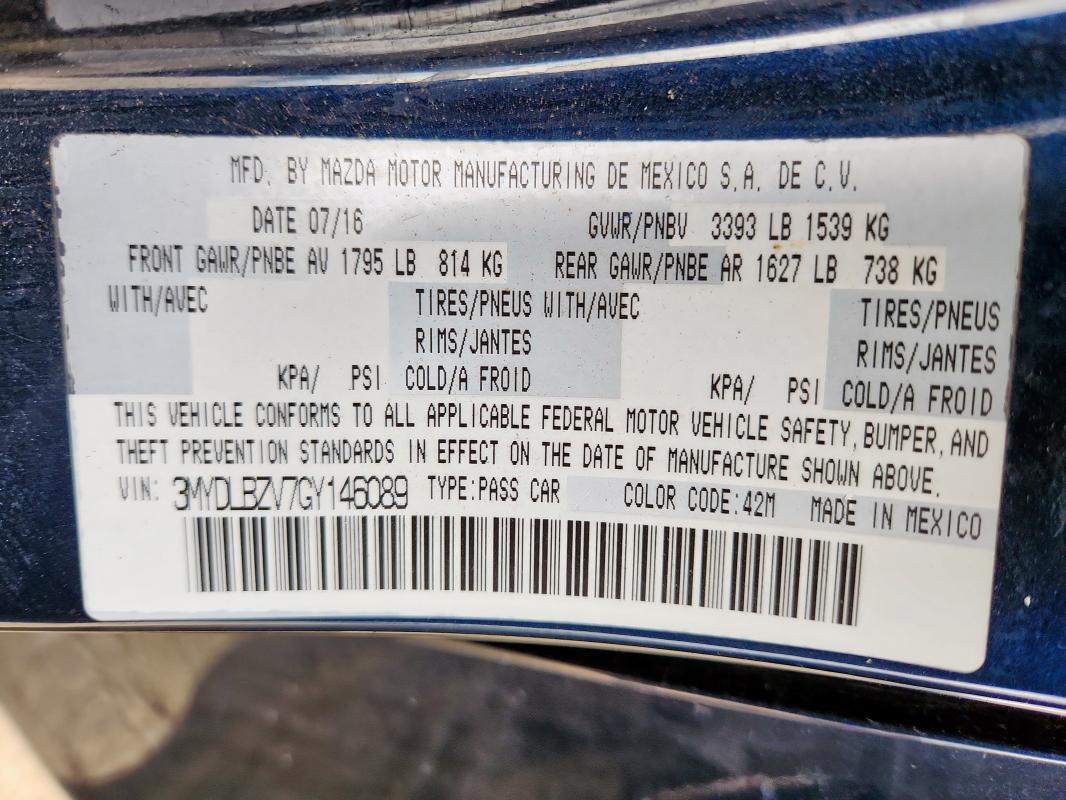 MFD. BY MAZDA MOTOR MANUFACTURING DE MEXICO S.A. DE C.V.
DATE 07/16 GVWR/PNBV 3393 LB 1539 KG
FRONT GAWR/PNBE AV 1795 LB 814 KG REAR GAWR/PNBE AR 1627 LB 738 KG
WITH/AVEC TIRES/PNEUS WITH/AVEC TIRES/PNEUS
RIMS/JANTES RIMS/JANTES
KPA/ PSI COLD/A FROID KPA/ PSI COLD/A FROID
THIS VEHICLE CONFORMS TO ALL APPLICABLE FEDERAL MOTOR VEHICLE SAFETY, BUMPER, AND
THEFT PREVENTION STANDARDS IN EFFECT ON THE DATE OF MANUFACTURE SHOWN ABOVE.
VIN: 3MYDLBZV7GY146089 TYPE:PASS CAR COLOR CODE:42M MADE IN MEXICO